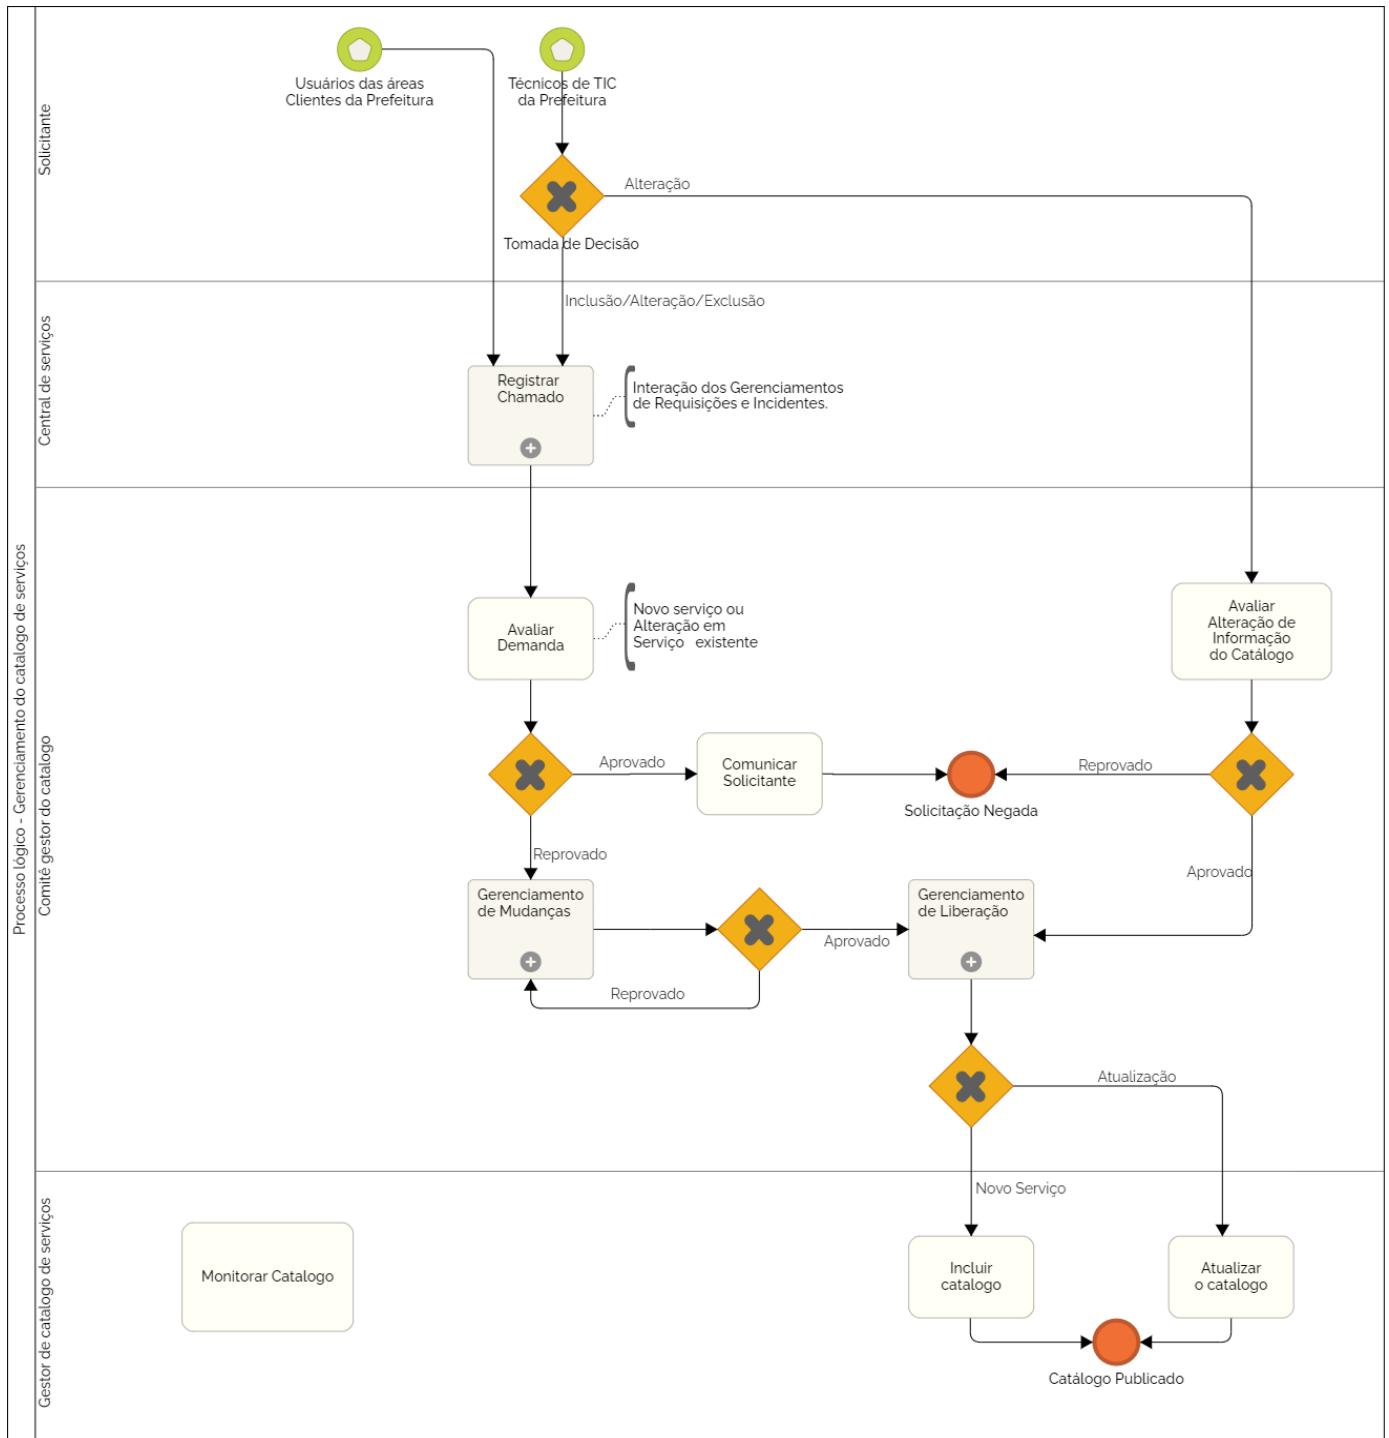 Processo lógico - Gerenciamento do catalogo de serviços
Solicitante
Usuários das áreas
Clientes da Prefeitura
Técnicos de TIC
da Prefeitura
Alteração
Tomada de Decisão
Central de serviços
Inclusão/Alteração/Exclusão
Registrar
Chamado
Interação dos Gerenciamentos
de Requisições e Incidentes.
Comitê gestor do catalogo
Avaliar
Demanda
Novo serviço ou
Alteração em
Serviço existente
Avaliar
Alteração de
Informação
do Catálogo
Aprovado
Comunicar
Solicitante
Solicitação Negada
Reprovado
Reprovado
Aprovado
Gerenciamento
de Mudanças
Aprovado
Gerenciamento
de Liberação
Reprovado
Atualização
Gestor de catalogo de serviços
Novo Serviço
Monitorar Catalogo
Incluir
catalogo
Atualizar
o catalogo
Catálogo Publicado